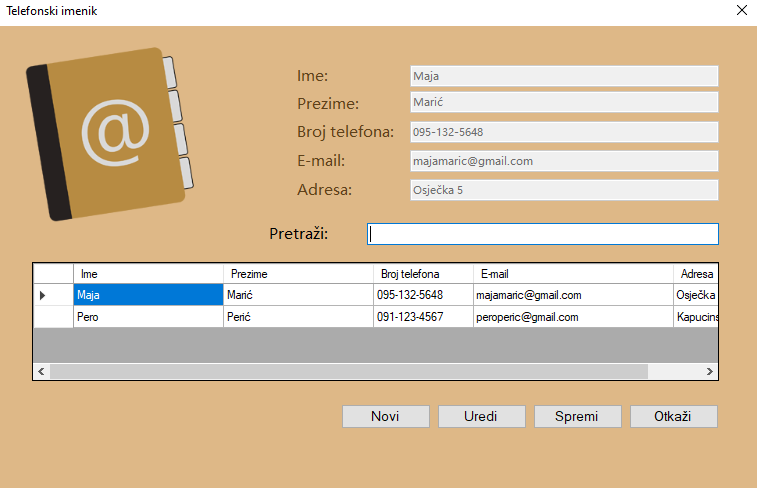 Telefonski imenik
@
Ime: Maja
Prezime: Marić
Broj telefona: 095-132-5648
E-mail: majamaric@gmail.com
Adresa: Osječka 5
Pretraži:
Ime Prezime Broj telefona E-mail Adresa
Maja Marić 095-132-5648 majamaric@gmail.com Osječka
Pero Perić 091-123-4567 peroperic@gmail.com Kapucins
Novi Uredi Spremi Otkaži